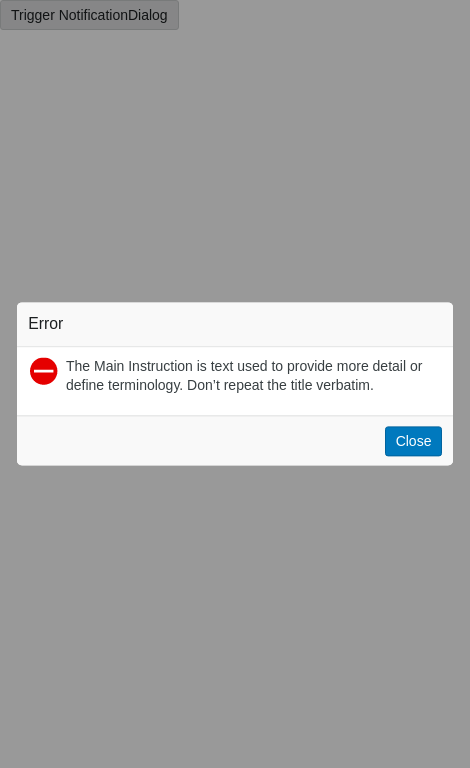 Trigger NotificationDialog
Error
The Main Instruction is text used to provide more detail or
define terminology. Don’t repeat the title verbatim.
Close